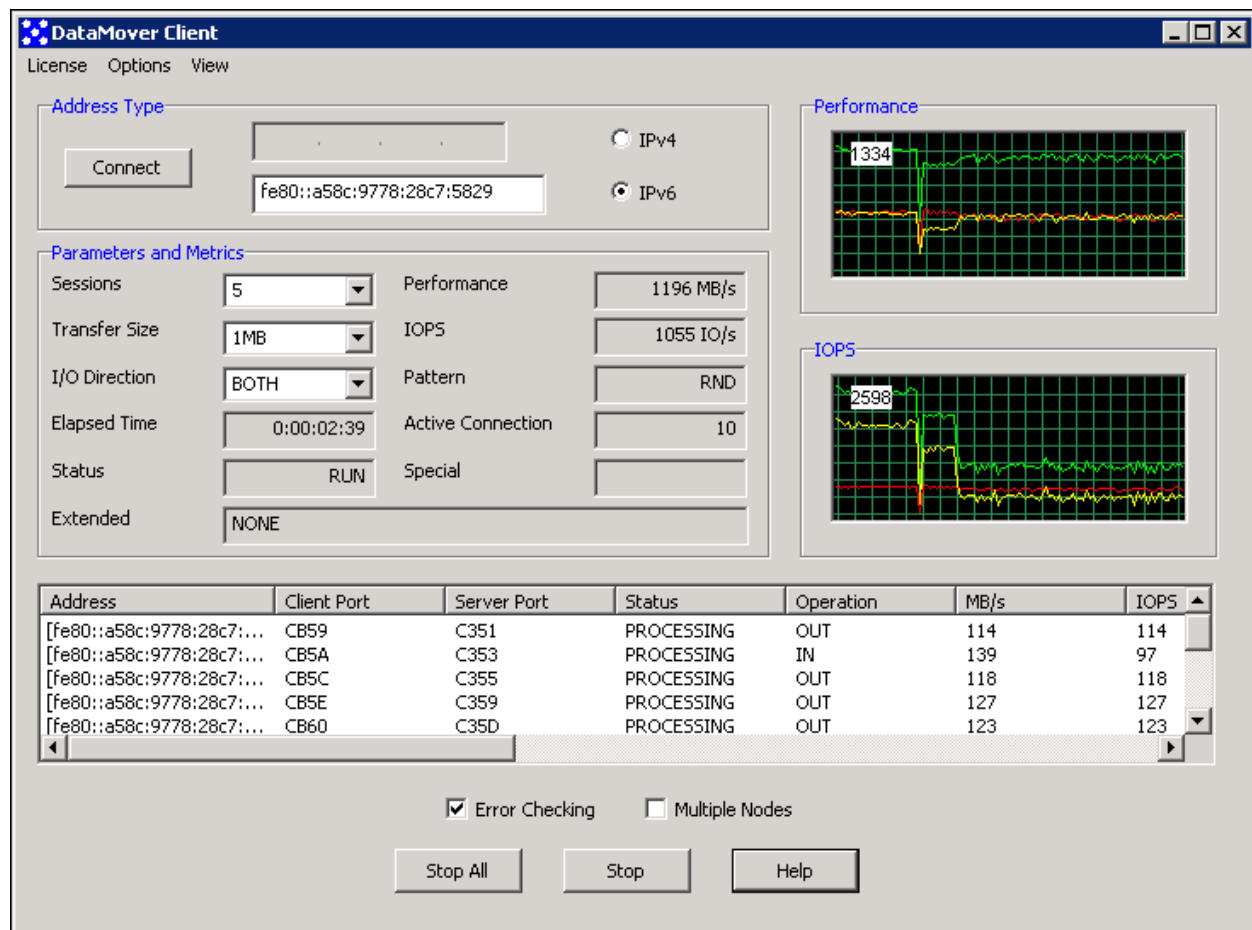 DataMover Client
License Options View
Address Type
Connect
. . .
IPv4
fe80::a58c:9778:28c7:5829
IPv6
Performance
1334
Parameters and Metrics
Sessions 5 Performance 1196 MB/s
Transfer Size 1MB IOPS 1055 IO/s
I/O Direction BOTH Pattern RND
Elapsed Time 0:00:02:39 Active Connection 10
Status RUN Special
Extended NONE
IOPS
2598
Address Client Port Server Port Status Operation MB/s IOPS
[fe80::a58c:9778:28c7:... CB59 C351 PROCESSING OUT 114 114
[fe80::a58c:9778:28c7:... CB5A C353 PROCESSING IN 139 97
[fe80::a58c:9778:28c7:... CB5C C355 PROCESSING OUT 118 118
[fe80::a58c:9778:28c7:... CB5E C359 PROCESSING OUT 127 127
[fe80::a58c:9778:28c7:... CB60 C35D PROCESSING OUT 123 123
Error Checking Multiple Nodes
Stop All Stop Help